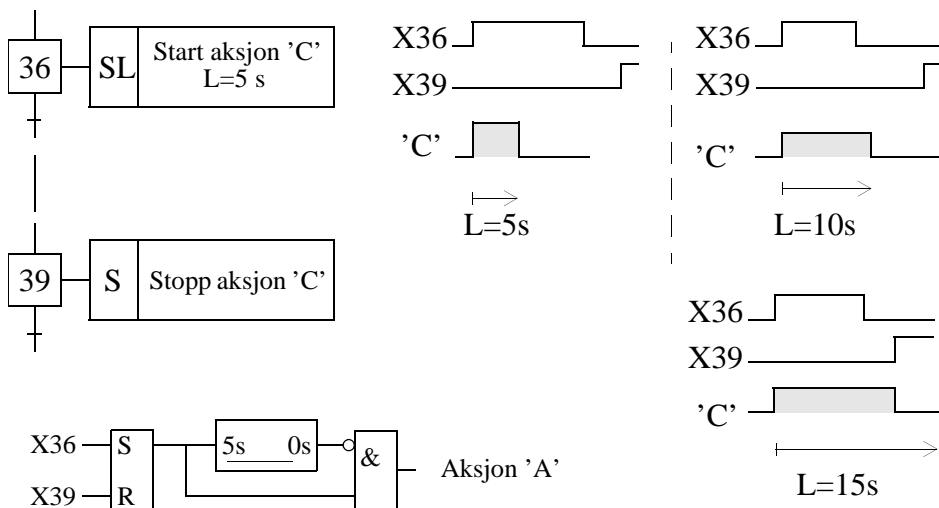 36
SL
Start aksjon 'C'
L=5 s
39
S
Stopp aksjon 'C'
X36
X39
'C'
L=5s
X36
X39
'C'
L=10s
X36
X39
'C'
L=15s
X36
S
5s
0s
&
Aksjon 'A'
X39
R